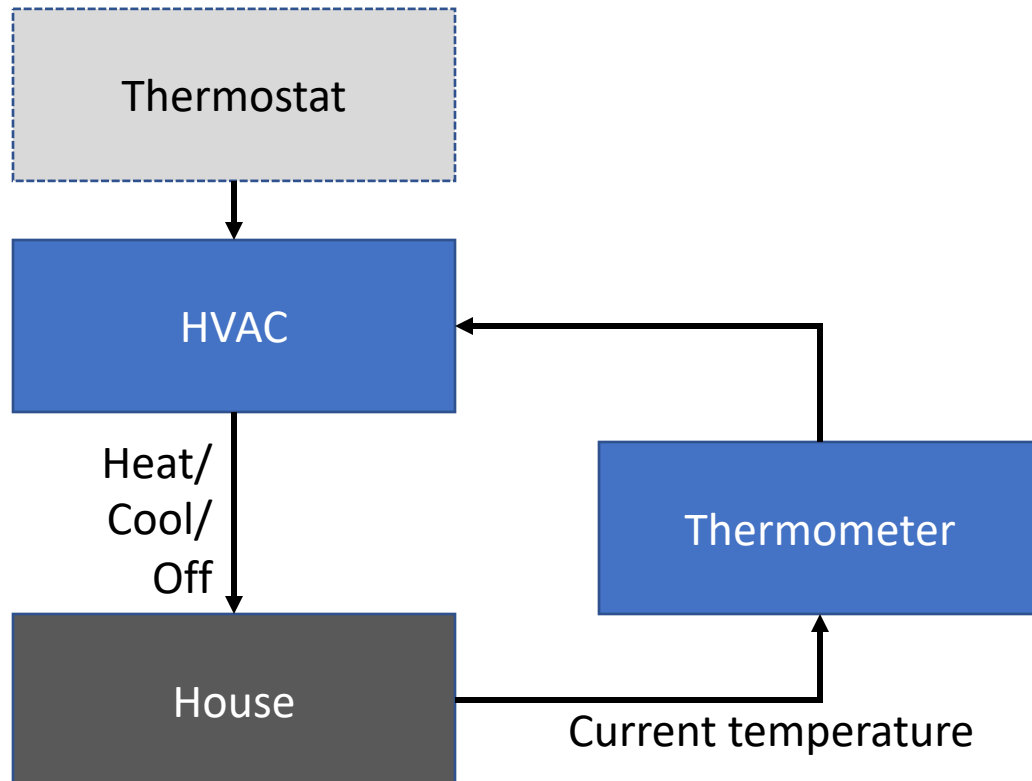 Thermostat
HVAC
Heat/
Cool/
Off
Thermometer
House
Current temperature